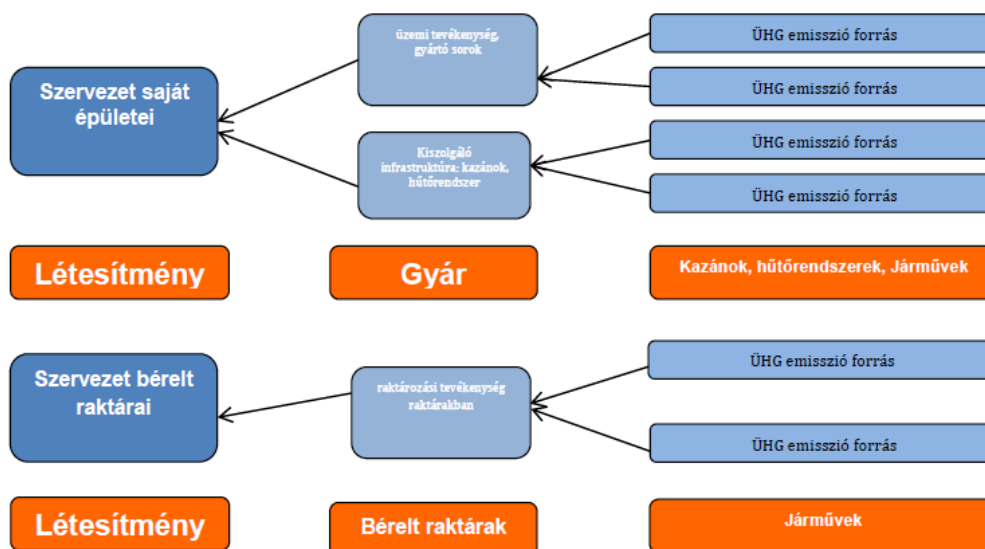 üzemi tevékenység,
gyártó sorok
ÜHG emisszió forrás
ÜHG emisszió forrás
Szervezet saját
épületei
Kiszolgáló
infrastruktúra: kazánok,
hűtőrendszer
ÜHG emisszió forrás
ÜHG emisszió forrás
Létesítmény
Gyár
Kazánok, hűtőrendszerek, Járművek
Szervezet bérelt
raktárai
raktározási tevékenység
raktárakban
ÜHG emisszió forrás
ÜHG emisszió forrás
Létesítmény
Bérelt raktárak
Járművek